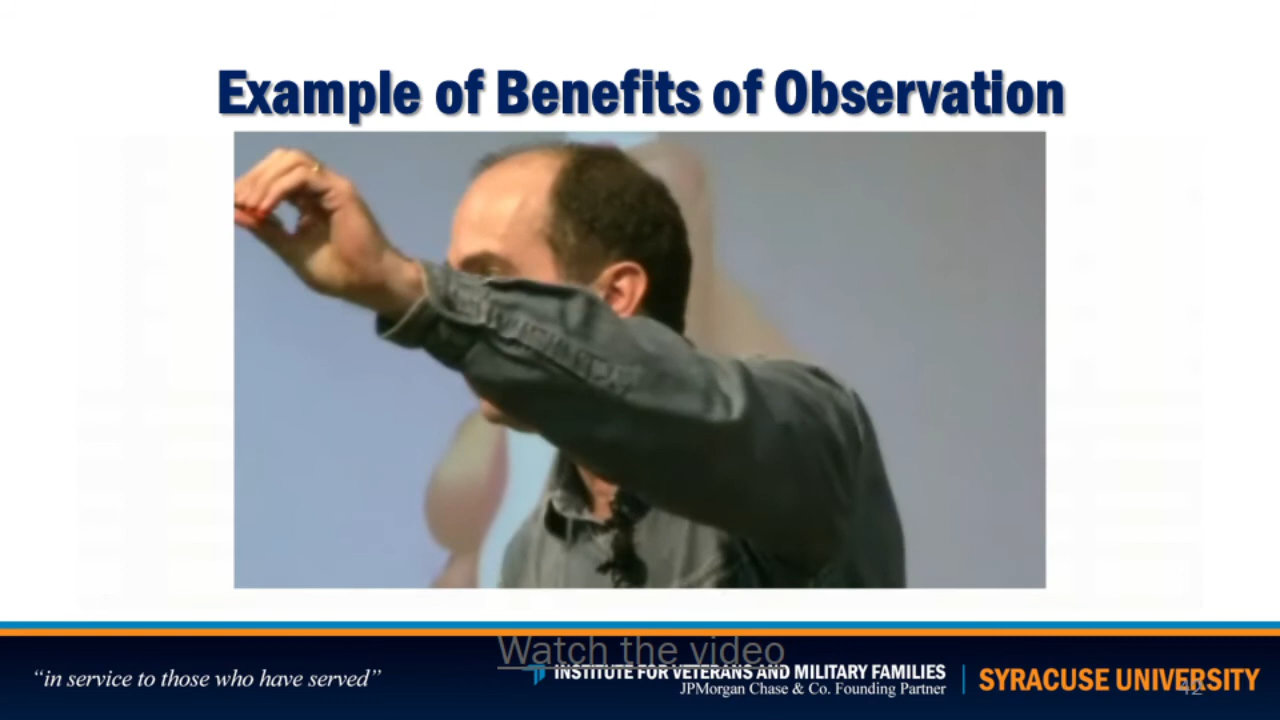 Example of Benefits of Observation
Watch the video
“in service to those who have served”
INSTITUTE FOR VETERANS AND MILITARY FAMILIES
JPMorgan Chase & Co. Founding Partner
SYRACUSE UNIVERSITY
42